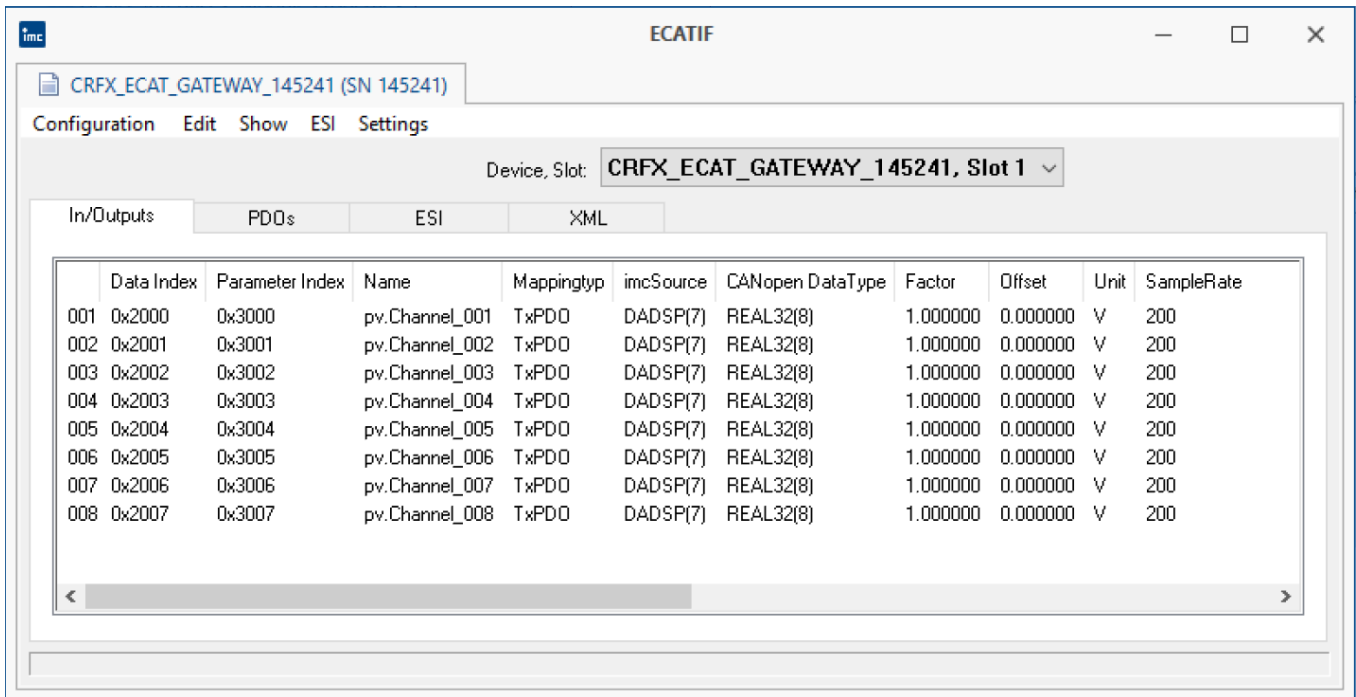 imc ECATIF
CRFX_ECAT_GATEWAY_145241 (SN 145241)
Configuration Edit Show ESI Settings
Device, Slot: CRFX_ECAT_GATEWAY_145241, Slot 1
In/Outputs PDOs ESI XML
Data Index Parameter Index Name Mappingtyp imcSource CANopen DataType Factor Offset Unit SampleRate
001 0x2000 0x3000 pv.Channel_001 TxPDO DADSP(7) REAL32(8) 1.000000 0.000000 V 200
002 0x2001 0x3001 pv.Channel_002 TxPDO DADSP(7) REAL32(8) 1.000000 0.000000 V 200
003 0x2002 0x3002 pv.Channel_003 TxPDO DADSP(7) REAL32(8) 1.000000 0.000000 V 200
004 0x2003 0x3003 pv.Channel_004 TxPDO DADSP(7) REAL32(8) 1.000000 0.000000 V 200
005 0x2004 0x3004 pv.Channel_005 TxPDO DADSP(7) REAL32(8) 1.000000 0.000000 V 200
006 0x2005 0x3005 pv.Channel_006 TxPDO DADSP(7) REAL32(8) 1.000000 0.000000 V 200
007 0x2006 0x3006 pv.Channel_007 TxPDO DADSP(7) REAL32(8) 1.000000 0.000000 V 200
008 0x2007 0x3007 pv.Channel_008 TxPDO DADSP(7) REAL32(8) 1.000000 0.000000 V 200